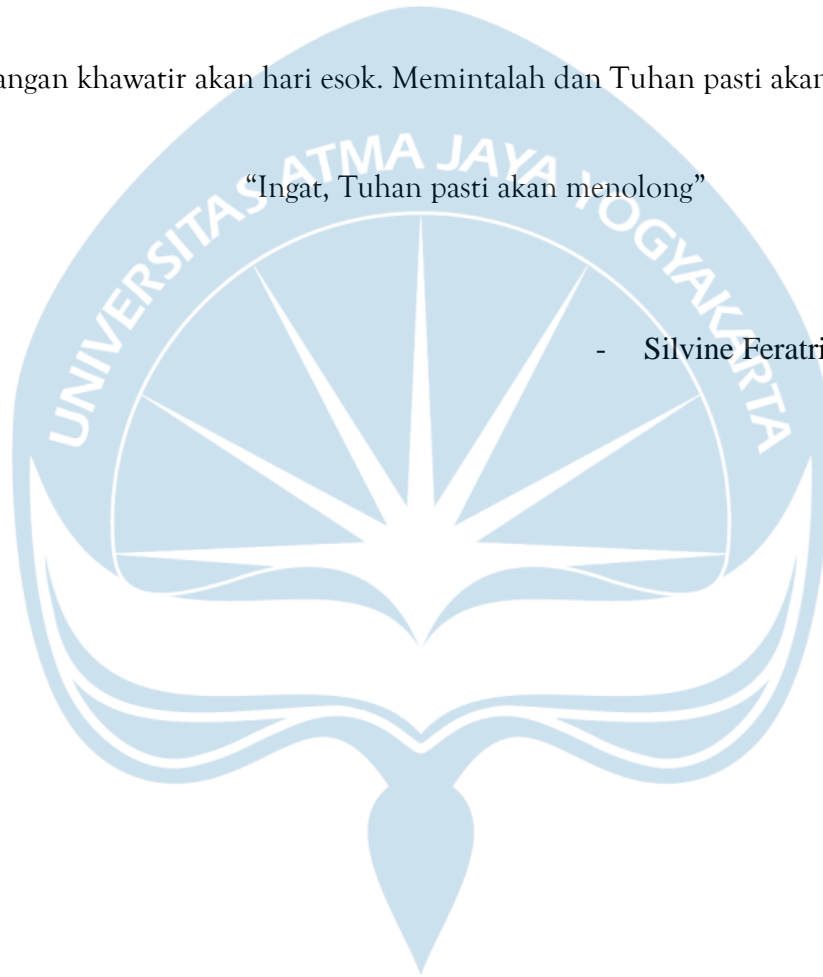 angan khawatir akan hari esok. Memintalah dan Tuhan pasti akan
“Ingat, Tuhan pasti akan menolong”
UNIVERSITAS ATMA JAYA YOGYAKARTA
- Silvine Feratri